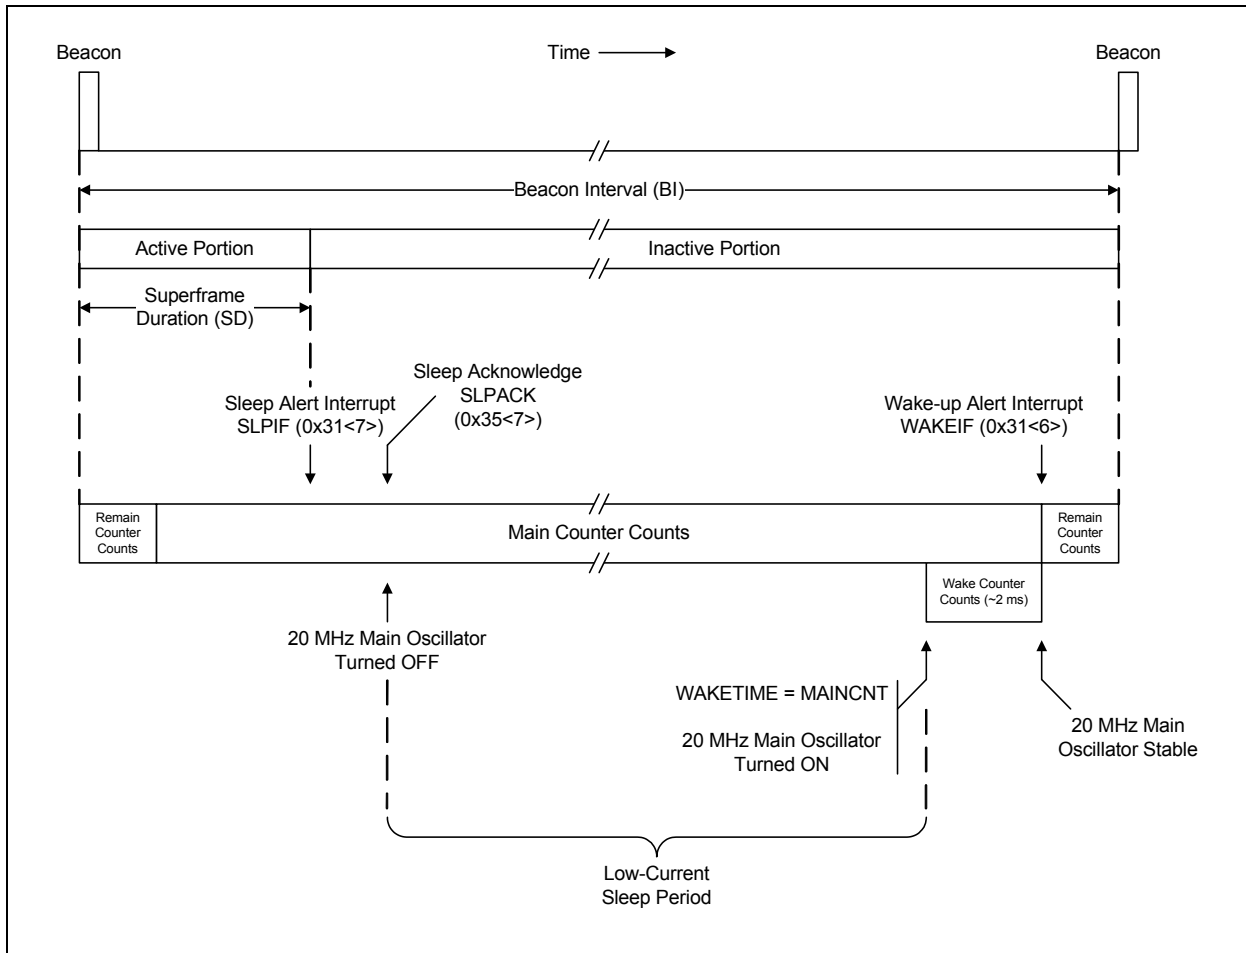 Beacon
Time
Beacon
Beacon Interval (BI)
Active Portion
Inactive Portion
Superframe
Duration (SD)
Sleep Acknowledge
SLPACK
(0x35<7>)
Sleep Alert Interrupt
SLPIF (0x31<7>)
Wake-up Alert Interrupt
WAKEIF (0x31<6>)
Remain
Counter
Counts
Main Counter Counts
Remain
Counter
Counts
Wake Counter
Counts (~2 ms)
20 MHz Main Oscillator
Turned OFF
WAKETIME = MAINCNT
20 MHz Main Oscillator
Turned ON
20 MHz Main
Oscillator Stable
Low-Current
Sleep Period